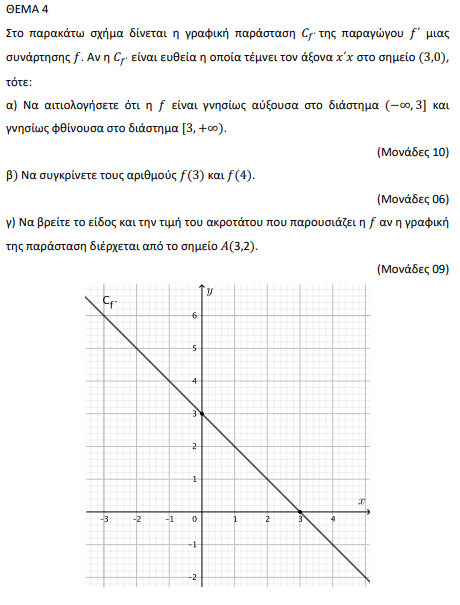 ΘΕΜΑ 4
Στο παρακάτω σχήμα δίνεται η γραφική παράσταση C_f′ της παραγώγου f′ μιας
συνάρτησης f. Αν η C_f′ είναι ευθεία η οποία τέμνει τον άξονα x′x στο σημείο (3,0),
τότε:
α) Να αιτιολογήσετε ότι η f είναι γνησίως αύξουσα στο διάστημα (−∞, 3] και
γνησίως φθίνουσα στο διάστημα [3, +∞).
(Μονάδες 10)
β) Να συγκρίνετε τους αριθμούς f(3) και f(4).
(Μονάδες 06)
γ) Να βρείτε το είδος και την τιμή του ακροτάτου που παρουσιάζει η f αν η γραφική
της παράσταση διέρχεται από το σημείο A(3,2).
(Μονάδες 09)
y
C_f′
6
5
4
3
2
1
x
−3 −2 −1 0 1 2 3 4
−1
−2